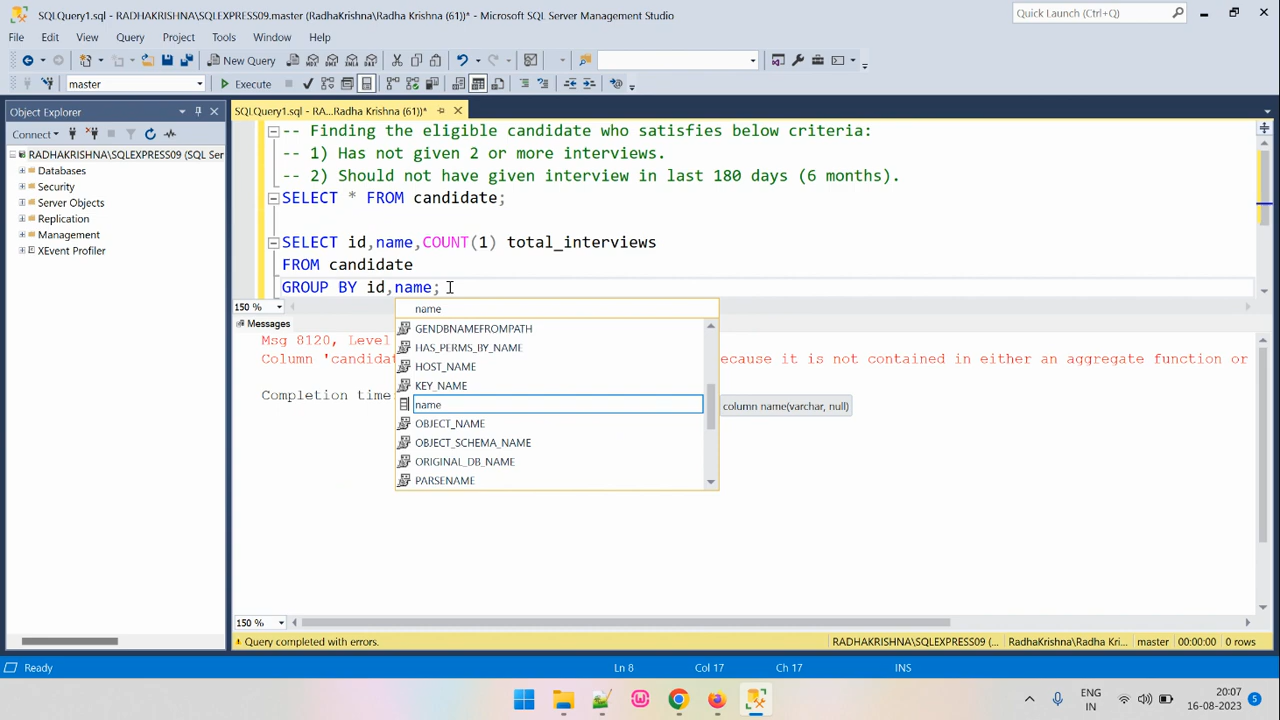 SQLQuery1.sql - RADHAKRISHNA\SQLEXPRESS09.master (RadhaKrishna\Radha Krishna (61))* - Microsoft SQL Server Management Studio
Quick Launch (Ctrl+Q)
File Edit View Query Project Tools Window Help
New Query
master
Execute
Object Explorer
SQLQuery1.sql - RA...Radha Krishna (61))*
Connect
RADHAKRISHNA\SQLEXPRESS09 (SQL Ser
Databases
Security
Server Objects
Replication
Management
XEvent Profiler
-- Finding the eligible candidate who satisfies below criteria:
-- 1) Has not given 2 or more interviews.
-- 2) Should not have given interview in last 180 days (6 months).
SELECT * FROM candidate;
SELECT id,name,COUNT(1) total_interviews
FROM candidate
GROUP BY id,name;
150 %
name
GENDBNAMEFROMPATH
HAS_PERMS_BY_NAME
HOST_NAME
KEY_NAME
name
OBJECT_NAME
OBJECT_SCHEMA_NAME
ORIGINAL_DB_NAME
PARSENAME
column name(varchar, null)
Messages
Msg 8120, Level
Column 'candidat ecause it is not contained in either an aggregate function or
Completion time
150 %
Query completed with errors.
RADHAKRISHNA\SQLEXPRESS09 (... RadhaKrishna\Radha Kri... master 00:00:00 0 rows
Ready
Ln 8 Col 17 Ch 17 INS
ENG
IN
20:07
16-08-2023
5